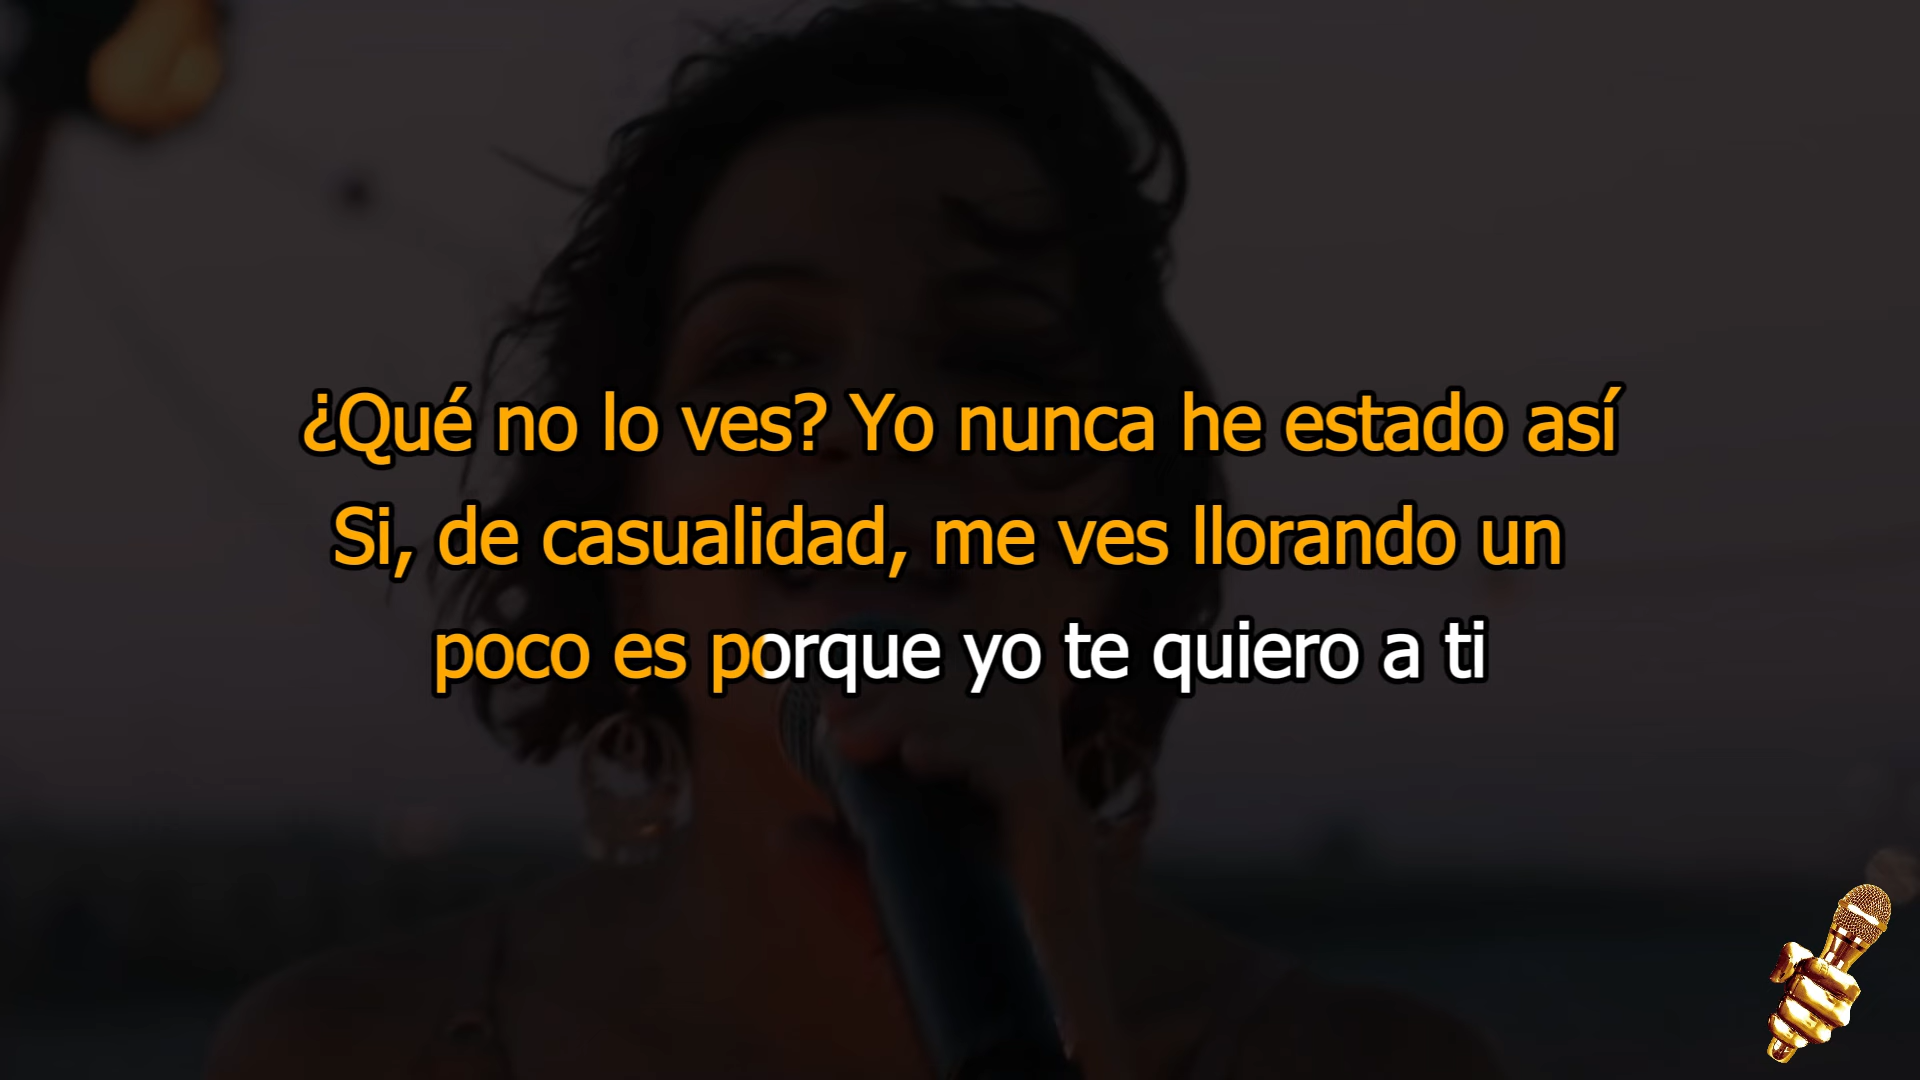 ¿Qué no lo ves? Yo nunca he estado así
Si, de casualidad, me ves llorando un
poco es porque yo te quiero a ti